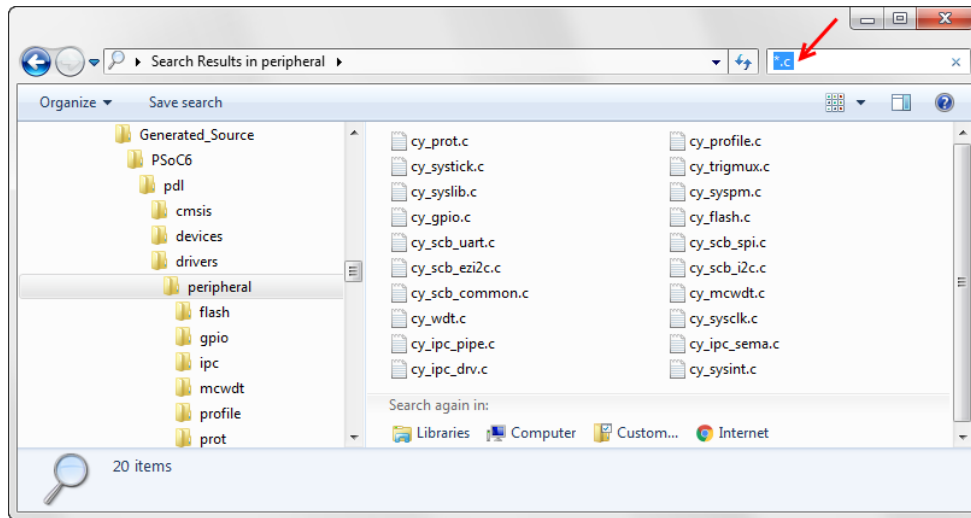 Search Results in peripheral
*.c
Organize
Save search
Generated_Source
PSoC6
pdl
cmsis
devices
drivers
peripheral
flash
gpio
ipc
mcwdt
profile
prot
cy_prot.c
cy_profile.c
cy_systick.c
cy_trigmux.c
cy_syslib.c
cy_syspm.c
cy_gpio.c
cy_flash.c
cy_scb_uart.c
cy_scb_spi.c
cy_scb_ezi2c.c
cy_scb_i2c.c
cy_scb_common.c
cy_mcwdt.c
cy_wdt.c
cy_sysclk.c
cy_ipc_pipe.c
cy_ipc_sema.c
cy_ipc_drv.c
cy_sysint.c
Search again in:
Libraries Computer Custom... Internet
20 items